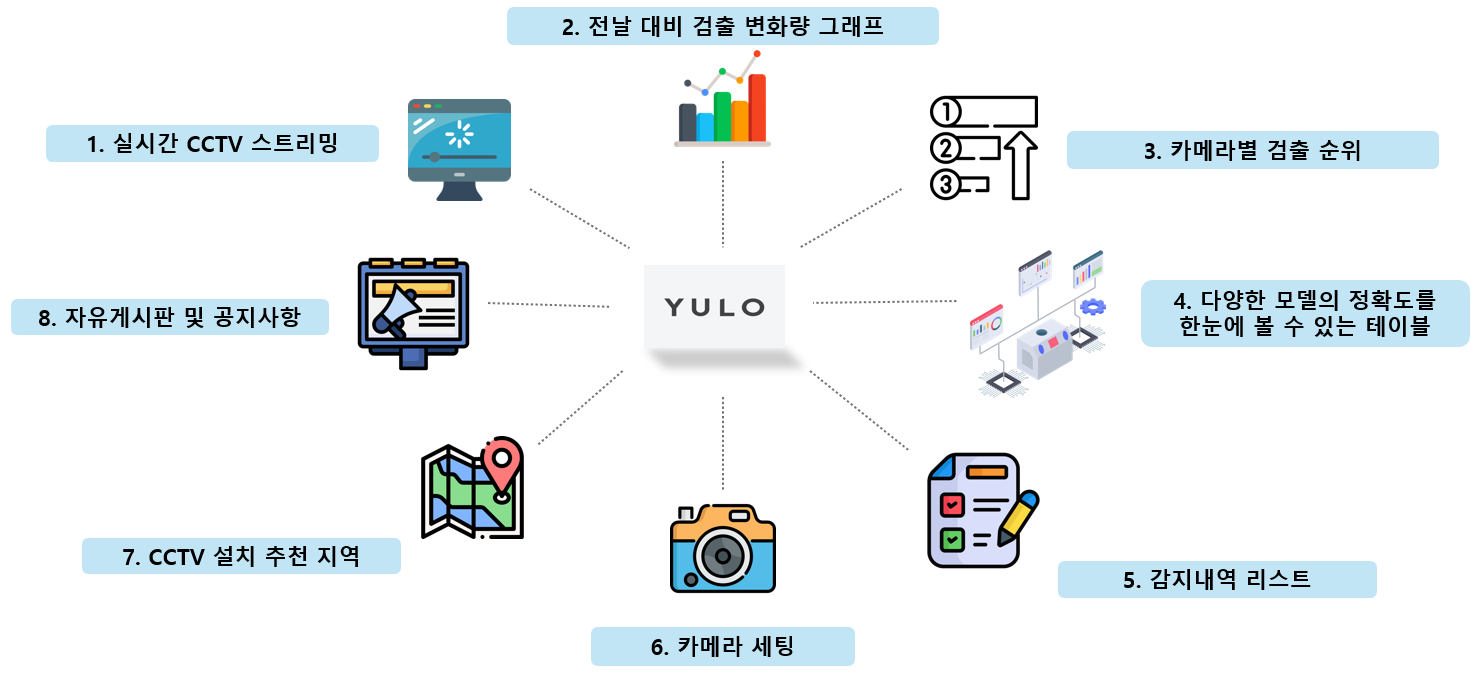 1. 실시간 CCTV 스트리밍
2. 전날 대비 검출 변화량 그래프
3. 카메라별 검출 순위
4. 다양한 모델의 정확도를
한눈에 볼 수 있는 테이블
5. 감지내역 리스트
6. 카메라 세팅
7. CCTV 설치 추천 지역
8. 자유게시판 및 공지사항
YULO
1
2
3